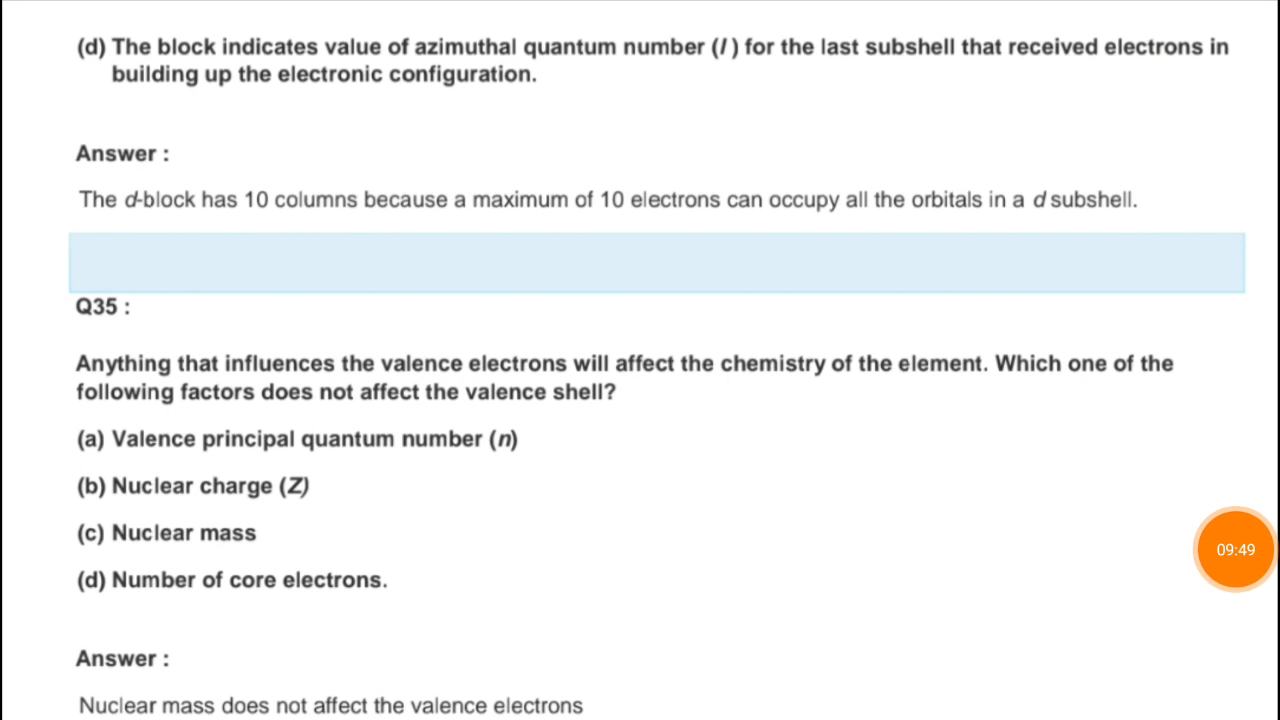 (d) The block indicates value of azimuthal quantum number (l) for the last subshell that received electrons in
building up the electronic configuration.
Answer :
The d-block has 10 columns because a maximum of 10 electrons can occupy all the orbitals in a d subshell.
Q35 :
Anything that influences the valence electrons will affect the chemistry of the element. Which one of the
following factors does not affect the valence shell?
(a) Valence principal quantum number (n)
(b) Nuclear charge (Z)
(c) Nuclear mass
09:49
(d) Number of core electrons.
Answer :
Nuclear mass does not affect the valence electrons